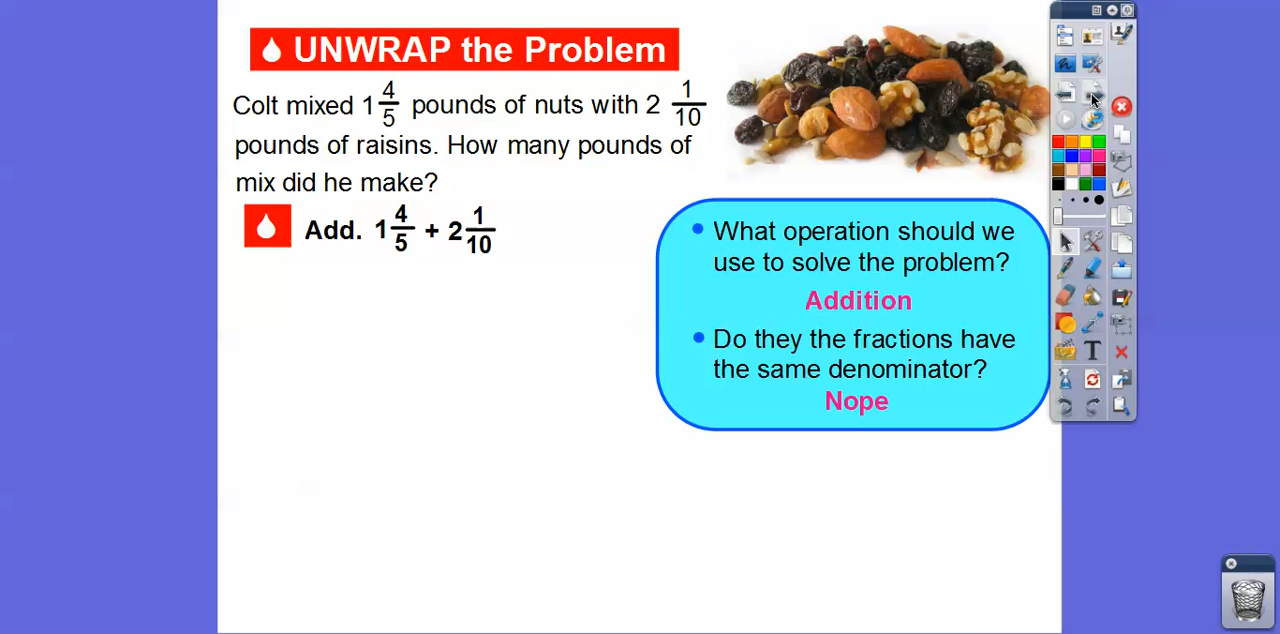 UNWRAP the Problem
Colt mixed 1 4/5 pounds of nuts with 2 1/10
pounds of raisins. How many pounds of
mix did he make?
Add. 1 4/5 + 2 1/10
What operation should we
use to solve the problem?
Addition
Do they the fractions have
the same denominator?
Nope
T